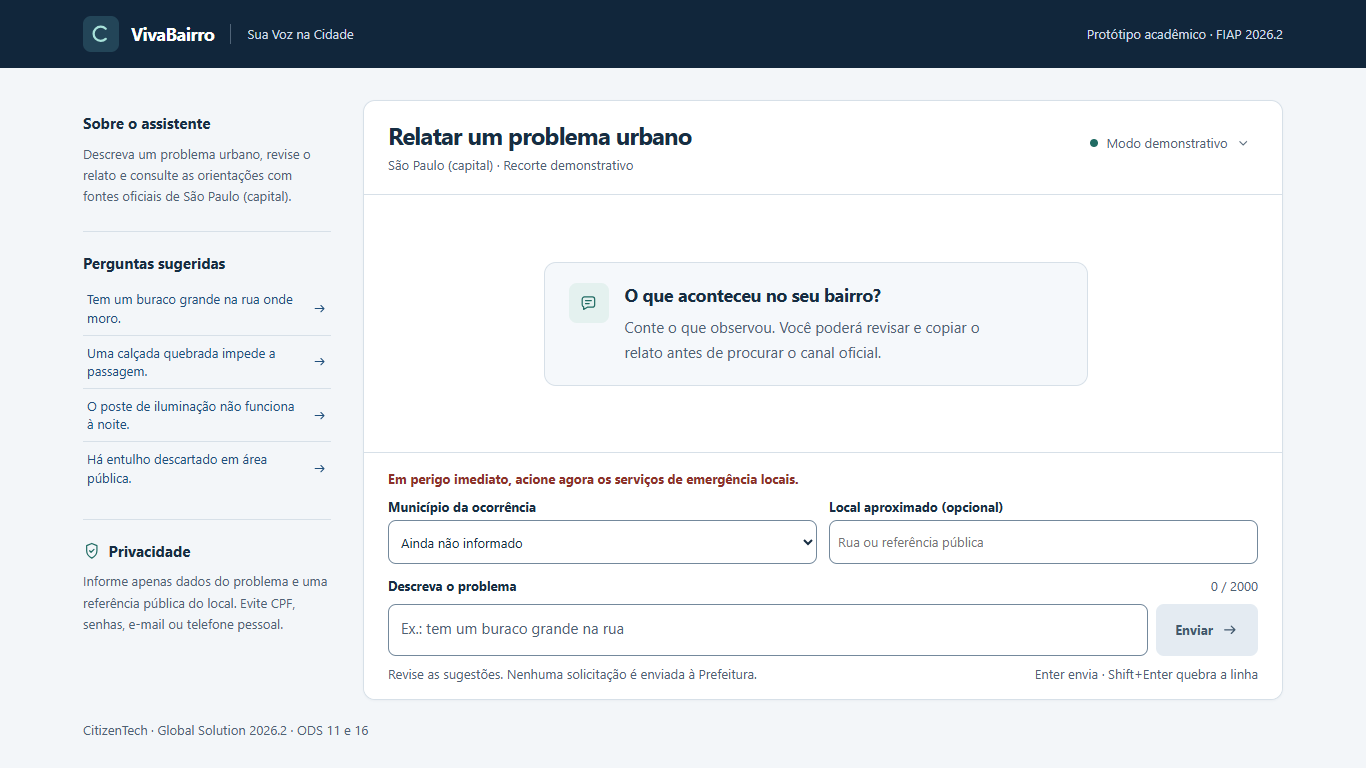 C VivaBairro Sua Voz na Cidade
Protótipo acadêmico · FIAP 2026.2
Sobre o assistente
Descreva um problema urbano, revise o
relato e consulte as orientações com
fontes oficiais de São Paulo (capital).
Perguntas sugeridas
Tem um buraco grande na rua onde
moro.
Uma calçada quebrada impede a
passagem.
O poste de iluminação não funciona
à noite.
Há entulho descartado em área
pública.
Privacidade
Informe apenas dados do problema e uma
referência pública do local. Evite CPF,
senhas, e-mail ou telefone pessoal.
Relatar um problema urbano
São Paulo (capital) · Recorte demonstrativo
Modo demonstrativo
O que aconteceu no seu bairro?
Conte o que observou. Você poderá revisar e copiar o
relato antes de procurar o canal oficial.
Em perigo imediato, acione agora os serviços de emergência locais.
Município da ocorrência
Ainda não informado
Local aproximado (opcional)
Rua ou referência pública
Descreva o problema
0 / 2000
Ex.: tem um buraco grande na rua
Enviar →
Revise as sugestões. Nenhuma solicitação é enviada à Prefeitura.
Enter envia · Shift+Enter quebra a linha
CitizenTech · Global Solution 2026.2 · ODS 11 e 16